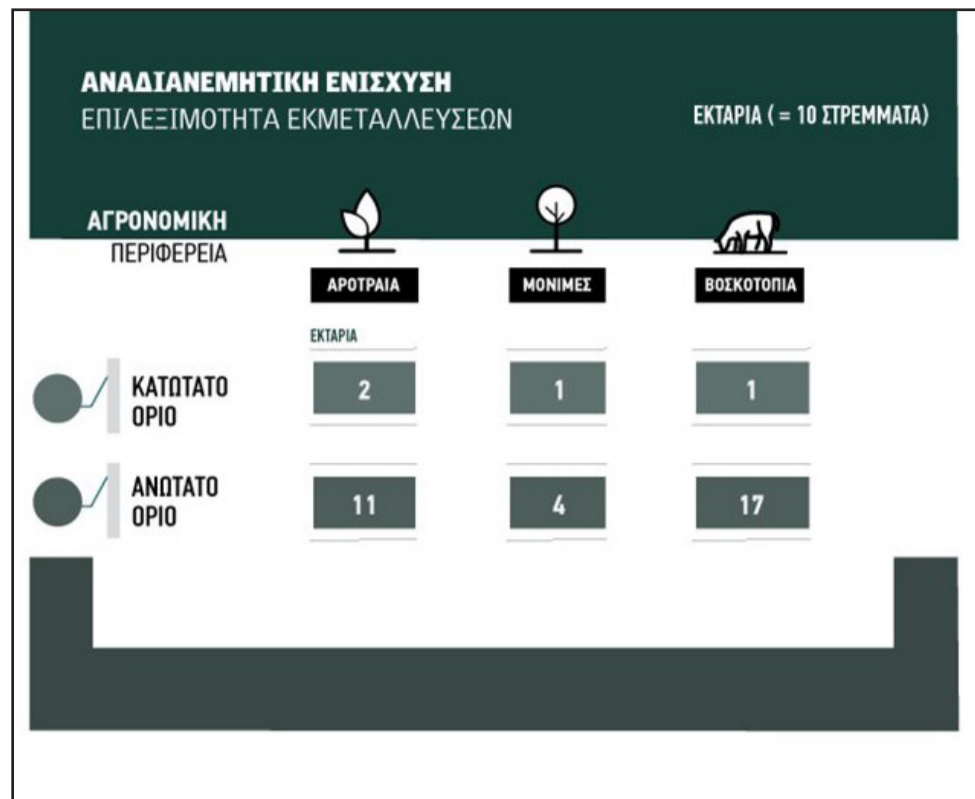 ΑΝΑΔΙΑΝΕΜΗΤΙΚΗ ΕΝΙΣΧΥΣΗ
ΕΠΙΛΕΞΙΜΟΤΗΤΑ ΕΚΜΕΤΑΛΛΕΥΣΕΩΝ
ΕΚΤΑΡΙΑ ( = 10 ΣΤΡΕΜΜΑΤΑ)
ΑΓΡΟΝΟΜΙΚΗ
ΠΕΡΙΦΕΡΕΙΑ
ΑΡΟΤΡΑΙΑ ΜΟΝΙΜΕΣ ΒΟΣΚΟΤΟΠΙΑ
ΕΚΤΑΡΙΑ
ΚΑΤΩΤΑΤΟ
ΟΡΙΟ
2 1 1
ΑΝΩΤΑΤΟ
ΟΡΙΟ
11 4 17